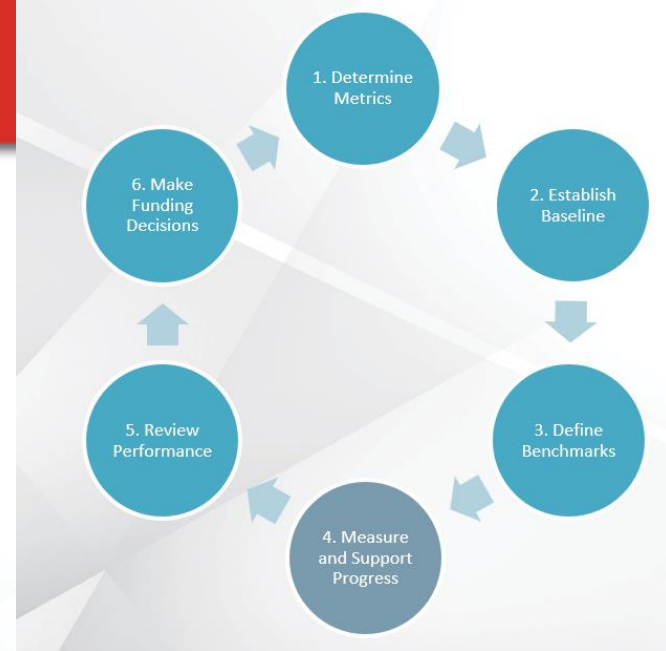 1. Determine
Metrics
2. Establish
Baseline
3. Define
Benchmarks
4. Measure
and Support
Progress
5. Review
Performance
6. Make
Funding
Decisions